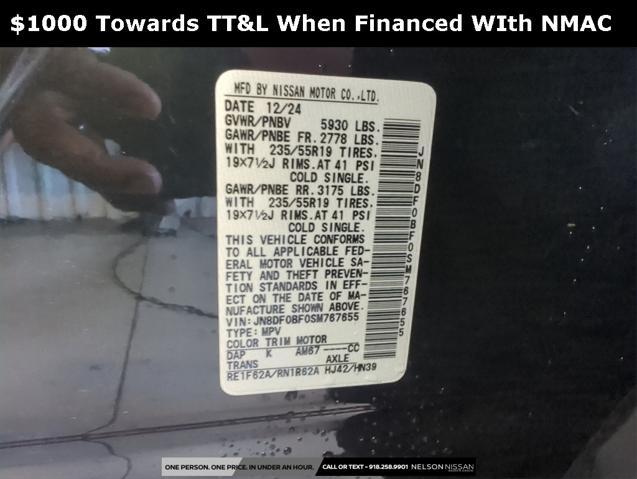 $1000 Towards TT&L When Financed WIth NMAC
MFD BY NISSAN MOTOR CO.,LTD.
DATE 12/24
GVWR/PNBV 5930 LBS.
GAWR/PNBE FR. 2778 LBS.
WITH 235/55R19 TIRES.
19X7½J RIMS.AT 41 PSI
COLD SINGLE.
GAWR/PNBE RR. 3175 LBS.
WITH 235/55R19 TIRES.
19X7½J RIMS.AT 41 PSI
COLD SINGLE.
THIS VEHICLE CONFORMS
TO ALL APPLICABLE FED-
ERAL MOTOR VEHICLE SA-
FETY AND THEFT PREVEN-
TION STANDARDS IN EFF-
ECT ON THE DATE OF MA-
NUFACTURE SHOWN ABOVE.
VIN: JN8DF0BF0SM767655
TYPE: MPV
COLOR TRIM MOTOR
DAP K AM67 ----CC
TRANS AXLE
RE1F62A/RN1R62A HJ42/HN39
JN8DF0BF0SM767655
ONE PERSON. ONE PRICE. IN UNDER AN HOUR. CALL OR TEXT - 918.258.9901 NELSON NISSAN